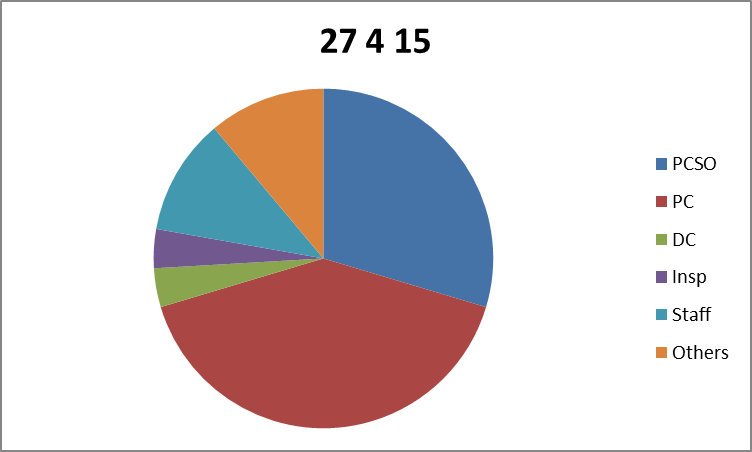 27 4 15
PCSO
PC
DC
Insp
Staff
Others